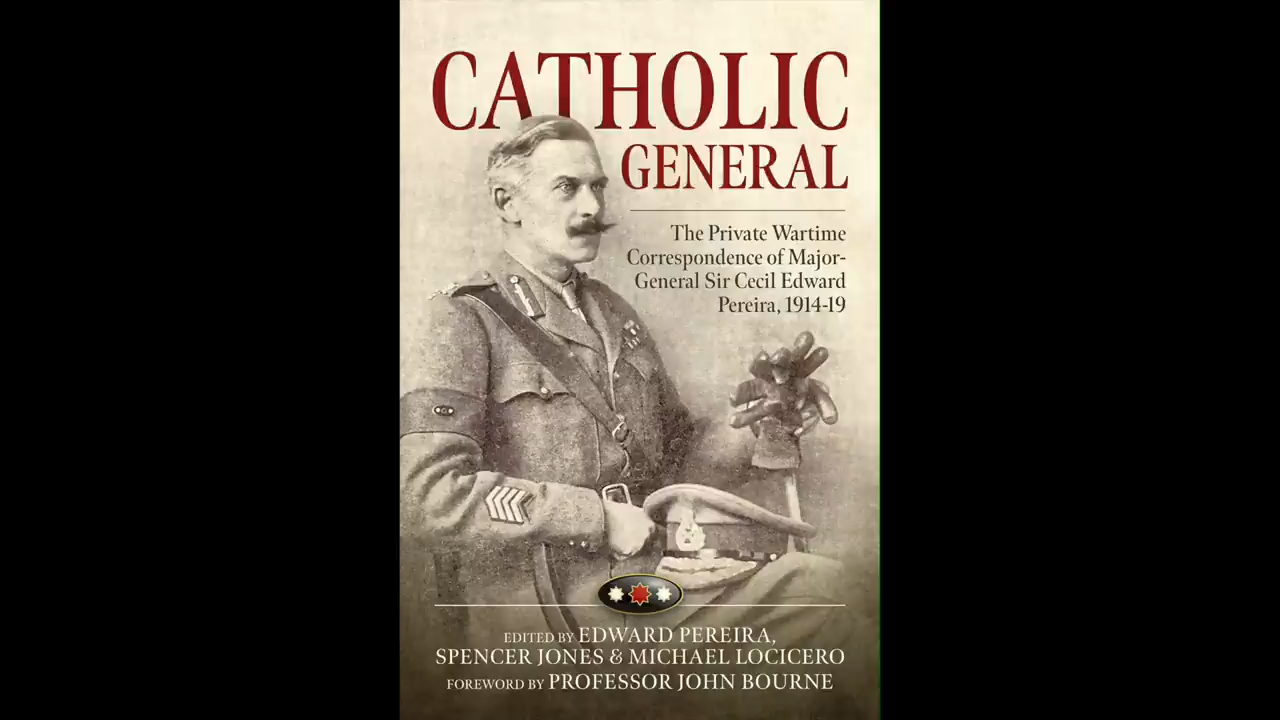 CATHOLIC
GENERAL
The Private Wartime
Correspondence of Major-
General Sir Cecil Edward
Pereira, 1914-19
EDITED BY EDWARD PEREIRA,
SPENCER JONES & MICHAEL LOCICERO
FOREWORD BY PROFESSOR JOHN BOURNE